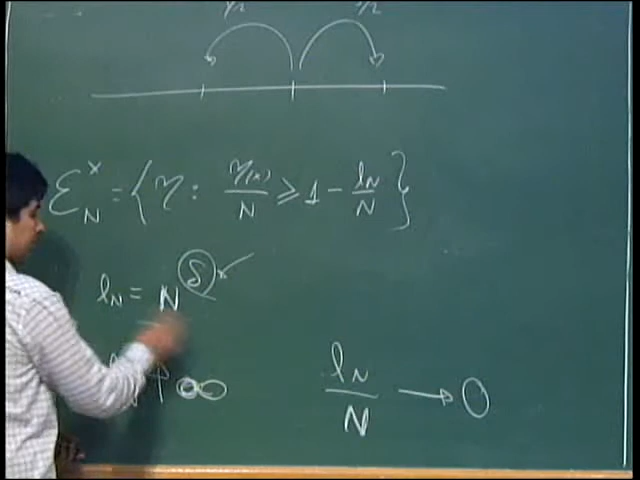 1/2 1/2
ℰ_N^x = { η : η(x)/N ≥ 1 - ℓ_N/N }
ℓ_N = N^δ
↑ ∞ ℓ_N/N → 0